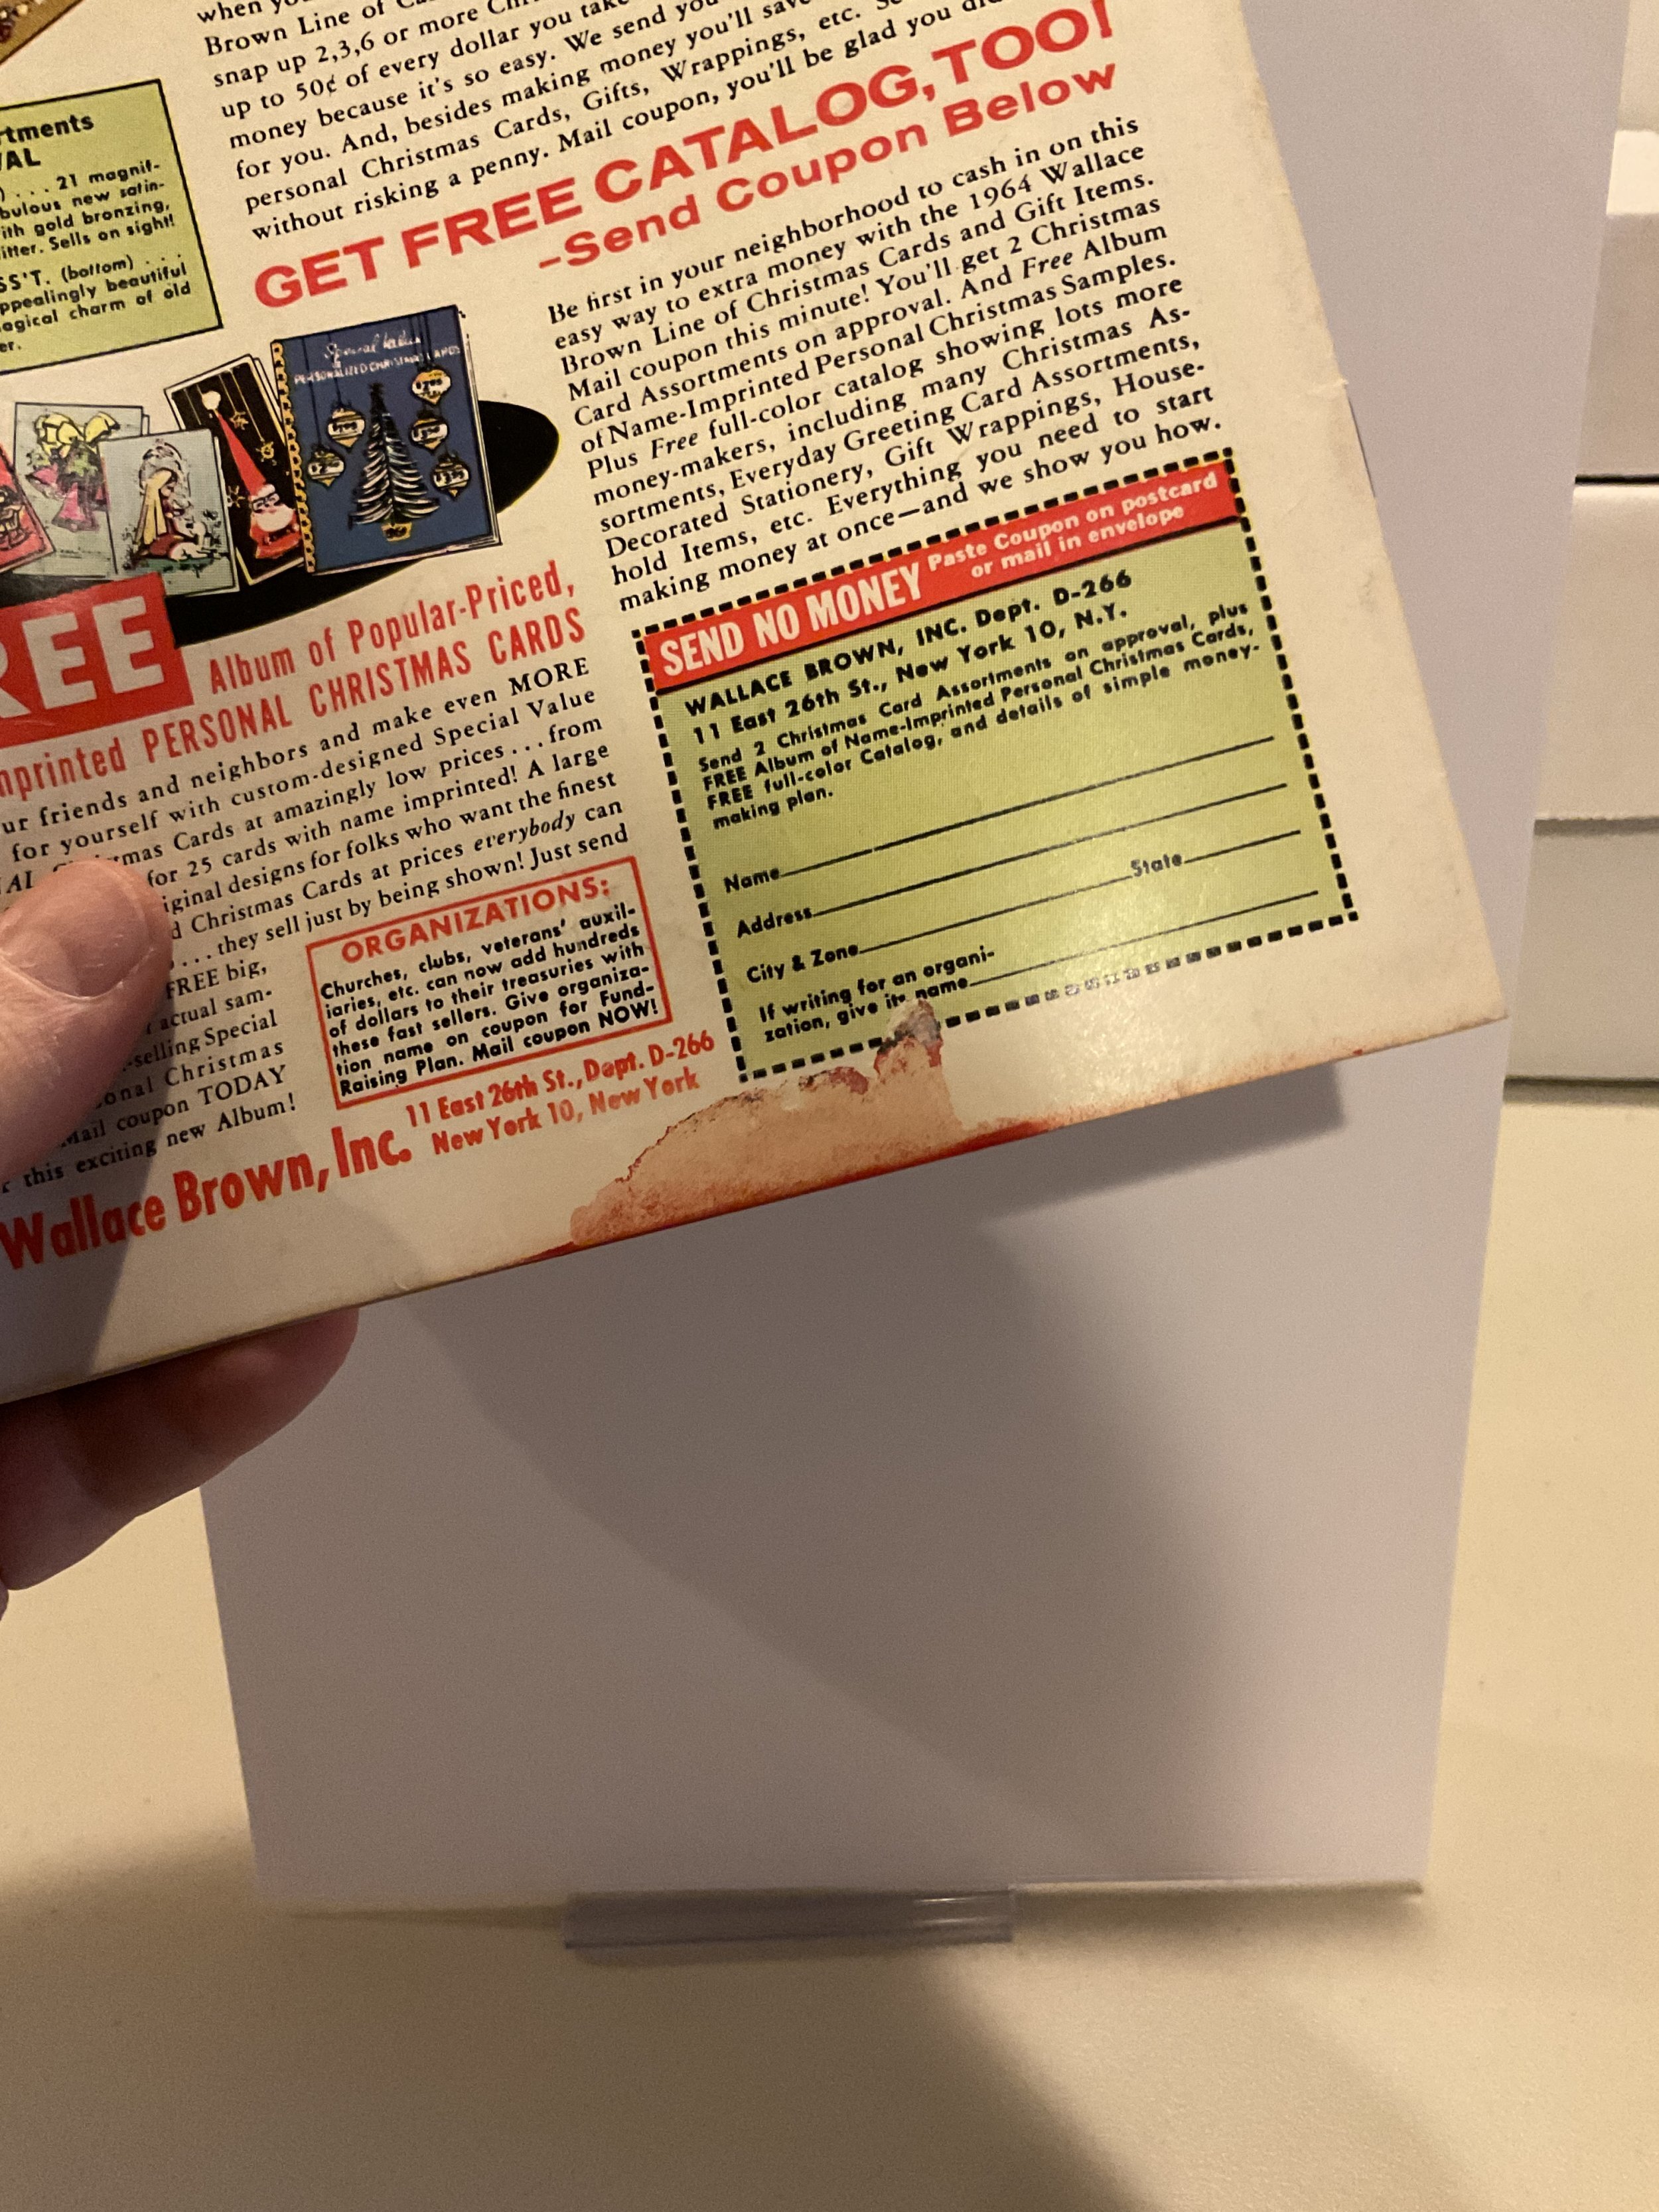 when
Brown Line of
snap up 2,3,6 or more
up to 50¢ of every dollar you take
money because it's so easy. We send you
for you. And, besides making money you'll save
personal Christmas Cards, Gifts, Wrappings, etc.
without risking a penny. Mail coupon, you'll be glad you
GET FREE CATALOG, TOO!
–Send Coupon Below
Be first in your neighborhood to cash in on this
easy way to extra money with the 1964 Wallace
Brown Line of Christmas Cards and Gift Items.
Mail coupon this minute! You'll get 2 Christmas
Card Assortments on approval. And Free Album
of Name-Imprinted Personal Christmas Samples.
Plus Free full-color catalog showing lots more
money-makers, including many Christmas As-
sortments, Everyday Greeting Card Assortments,
Decorated Stationery, Gift Wrappings, House-
hold Items, etc. Everything you need to start
making money at once—and we show you how.
. . . 21 magnif-
new satin-
gold bronzing,
Sells on sight!
SS'T. (bottom) . . .
beautiful
charm of old
Special
PERSONALIZED CHRISTMAS CARDS
Album of Popular-Priced,
PERSONAL CHRISTMAS CARDS
friends and neighbors and make even MORE
for yourself with custom-designed Special Value
Cards at amazingly low prices . . . from
for 25 cards with name imprinted! A large
designs for folks who want the finest
Christmas Cards at prices everybody can
. . . they sell just by being shown! Just send
FREE big,
actual sam-
-selling Special
Christmas
coupon TODAY
this exciting new Album!
ORGANIZATIONS:
Churches, clubs, veterans' auxil-
iaries, etc. can now add hundreds
of dollars to their treasuries with
these fast sellers. Give organiza-
tion name on coupon for Fund-
Raising Plan. Mail coupon NOW!
Wallace Brown, Inc.
11 East 26th St., Dept. D-266
New York 10, New York
SEND NO MONEY Paste Coupon on postcard
or mail in envelope
WALLACE BROWN, INC. Dept. D-266
11 East 26th St., New York 10, N.Y.
Send 2 Christmas Card Assortments on approval, plus
FREE Album of Name-Imprinted Personal Christmas Cards,
FREE full-color Catalog, and details of simple money-
making plan.
Name
Address
City & Zone State
If writing for an organi-
zation, give its name